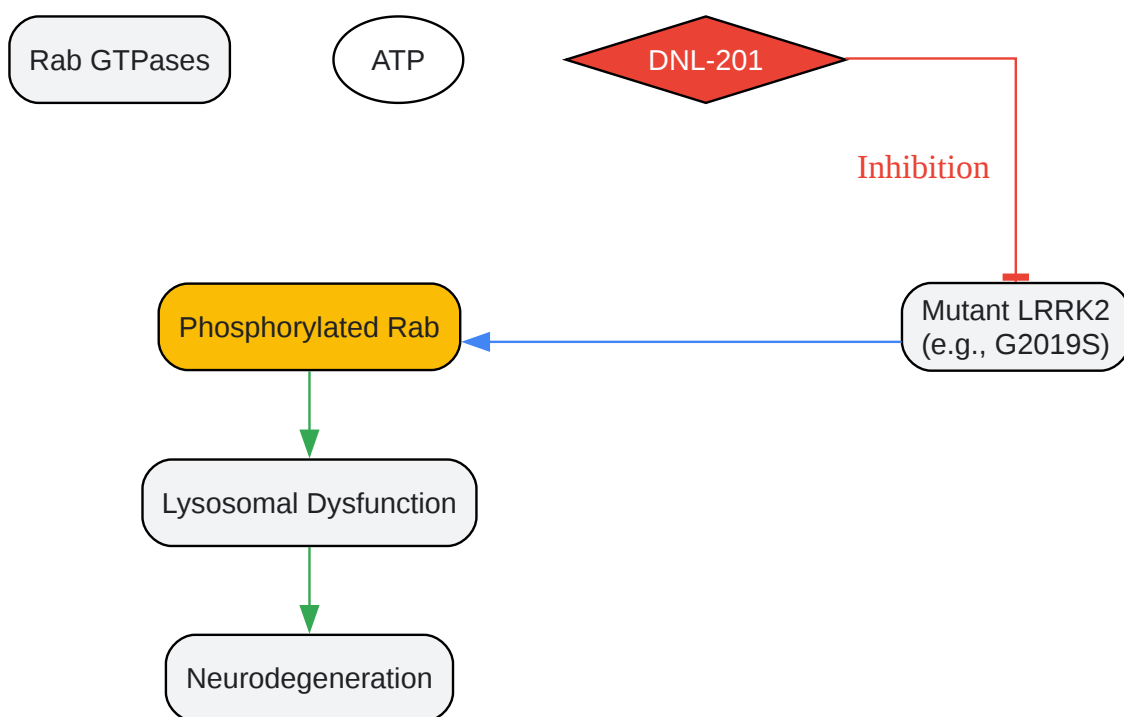 Rab GTPases
ATP
DNL-201
Inhibition
Phosphorylated Rab
Mutant LRRK2
(e.g., G2019S)
Lysosomal Dysfunction
Neurodegeneration